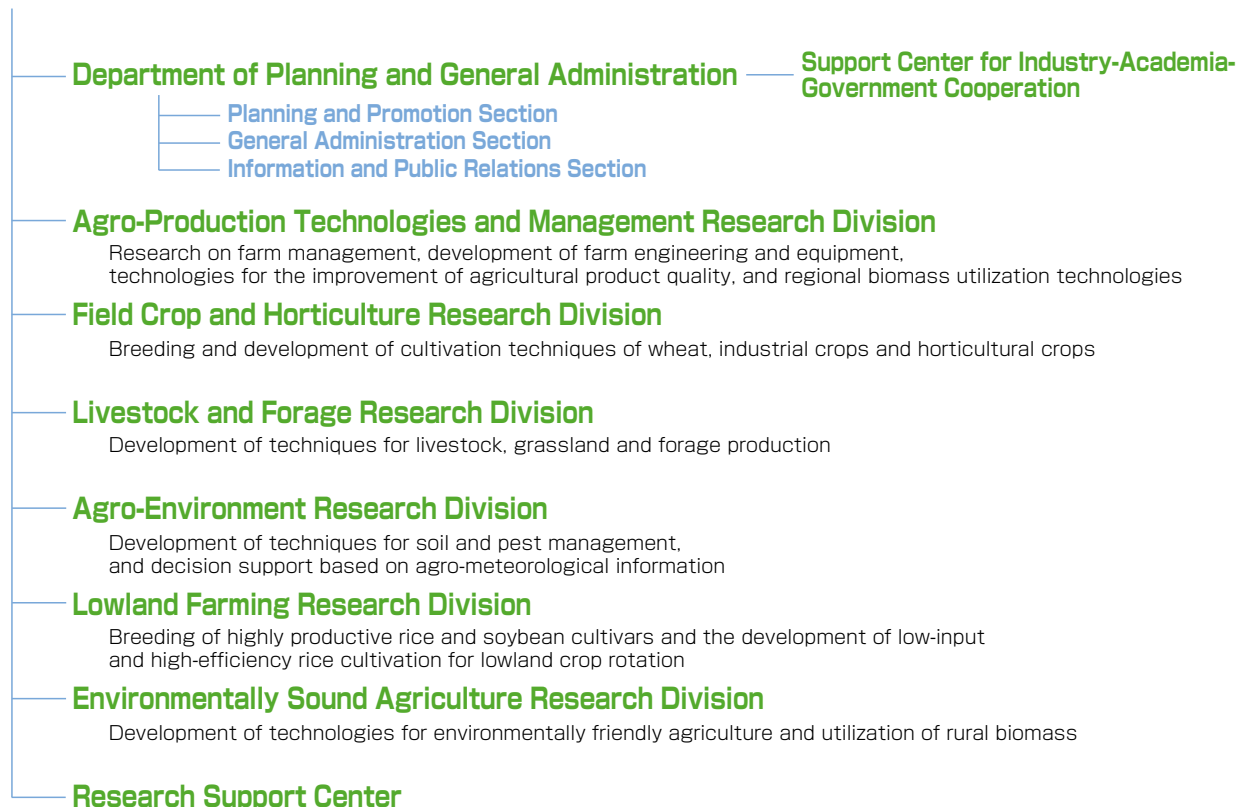 Department of Planning and General Administration
Support Center for Industry-Academia-
Government Cooperation
Planning and Promotion Section
General Administration Section
Information and Public Relations Section
Agro-Production Technologies and Management Research Division
Research on farm management, development of farm engineering and equipment,
technologies for the improvement of agricultural product quality, and regional biomass utilization technologies
Field Crop and Horticulture Research Division
Breeding and development of cultivation techniques of wheat, industrial crops and horticultural crops
Livestock and Forage Research Division
Development of techniques for livestock, grassland and forage production
Agro-Environment Research Division
Development of techniques for soil and pest management,
and decision support based on agro-meteorological information
Lowland Farming Research Division
Breeding of highly productive rice and soybean cultivars and the development of low-input
and high-efficiency rice cultivation for lowland crop rotation
Environmentally Sound Agriculture Research Division
Development of technologies for environmentally friendly agriculture and utilization of rural biomass
Research Support Center